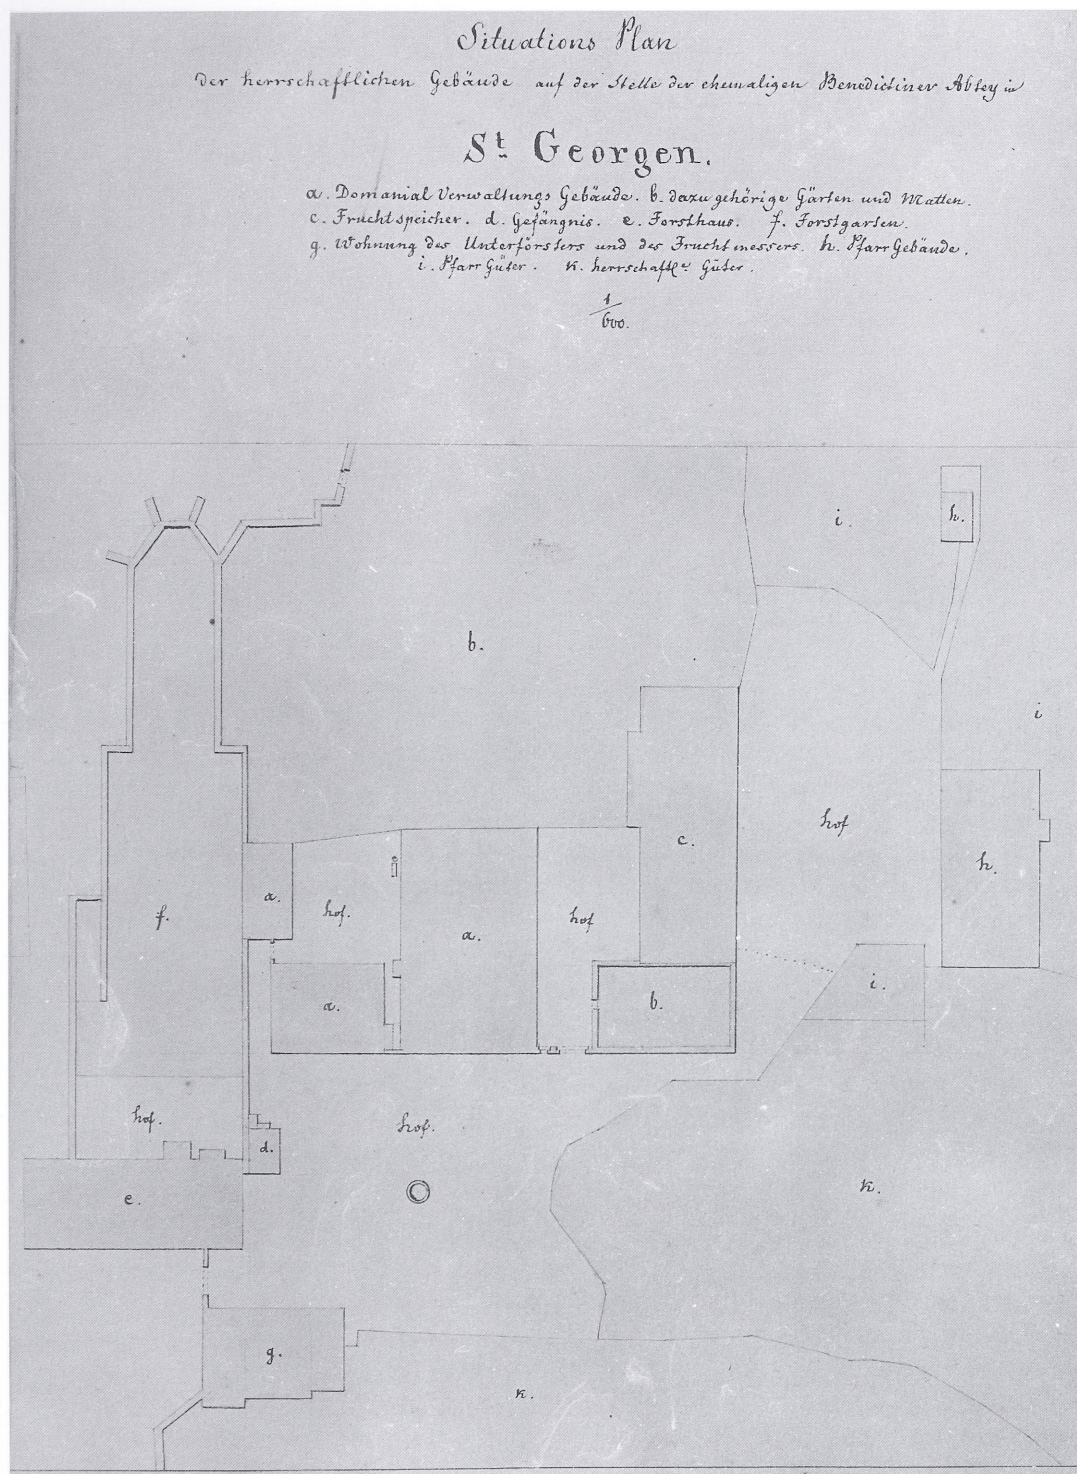 Situations Plan
der herrschaftlichen Gebäude auf der Stelle der ehemaligen Benedictiner Abtey in
St. Georgen.
a. Domanial Verwaltungs Gebäude. b. dazu gehörige Gärten und Matten.
c. Fruchtspeicher. d. Gefängnis. e. Forsthaus. f. Forstgarten.
g. Wohnung des Unterförsters und des Fruchtmessers. h. Pfarr Gebäude.
i. Pfarr Güter. k. herrschaftle Güter.
1/600.
i.
h.
b.
i
hof
c.
h.
a.
f.
hof.
a.
hof
i.
a.
b.
hof.
hof.
d.
e.
k.
g.
k.